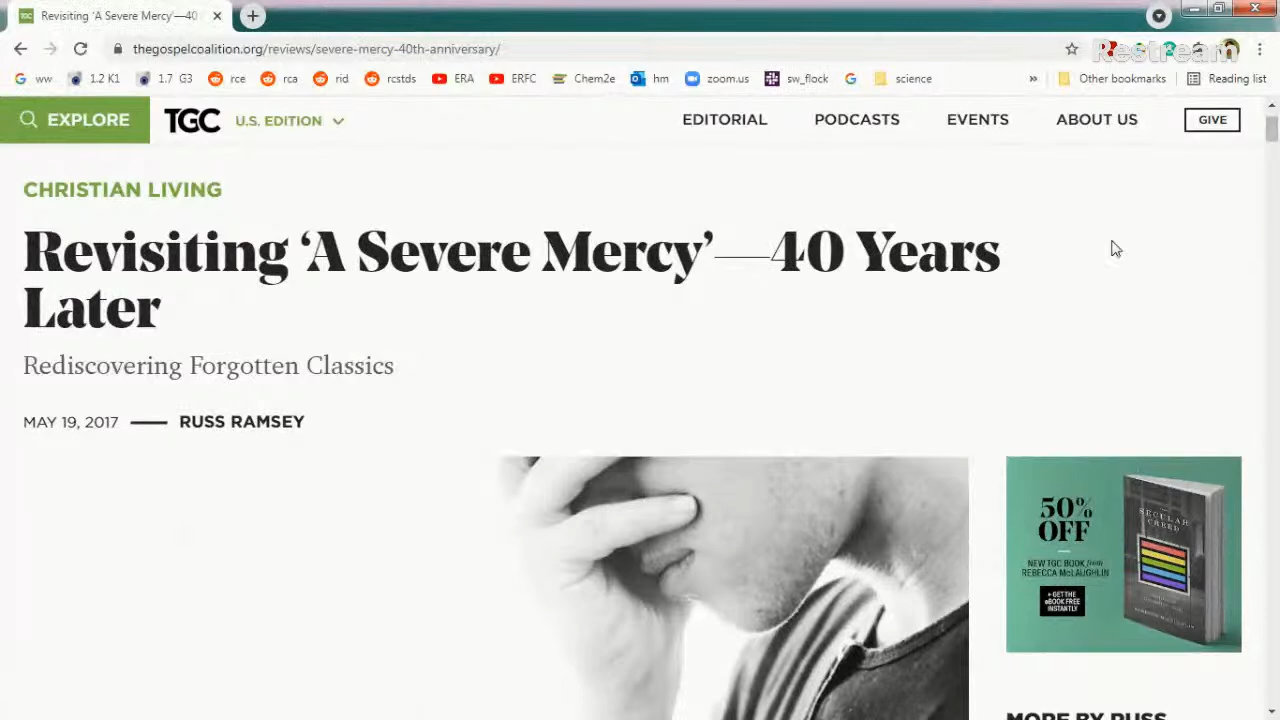 Revisiting 'A Severe Mercy'—40
Restream
thegospelcoalition.org/reviews/severe-mercy-40th-anniversary/
ww 1.2 K1 1.7 G3 rce rca rid rcstds ERA ERFC Chem2e hm zoom.us sw_flock science » Other bookmarks Reading list
EXPLORE TGC U.S. EDITION EDITORIAL PODCASTS EVENTS ABOUT US GIVE
CHRISTIAN LIVING
Revisiting ‘A Severe Mercy’—40 Years
Later
Rediscovering Forgotten Classics
MAY 19, 2017 — RUSS RAMSEY
50%
OFF
NEW TGC BOOK from
REBECCA McLAUGHLIN
+ GET THE
eBOOK FREE
INSTANTLY
SECULAR
CREED
MORE BY RUSS